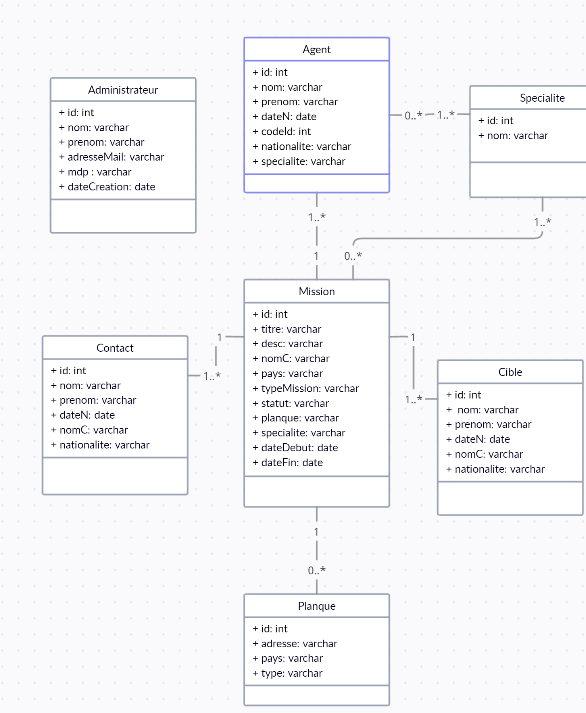 Agent
+ id: int
+ nom: varchar
+ prenom: varchar
+ dateN: date
+ codeId: int
+ nationalite: varchar
+ specialite: varchar
Administrateur
+ id: int
+ nom: varchar
+ prenom: varchar
+ adresseMail: varchar
+ mdp : varchar
+ dateCreation: date
Specialite
+ id: int
+ nom: varchar
0..* 1..*
1..*
1
1..*
0..*
Mission
+ id: int
+ titre: varchar
+ desc: varchar
+ nomC: varchar
+ pays: varchar
+ typeMission: varchar
+ statut: varchar
+ planque: varchar
+ specialite: varchar
+ dateDebut: date
+ dateFin: date
Contact
+ id: int
+ nom: varchar
+ prenom: varchar
+ dateN: date
+ nomC: varchar
+ nationalite: varchar
1
1..*
1
1..*
Cible
+ id: int
+ nom: varchar
+ prenom: varchar
+ dateN: date
+ nomC: varchar
+ nationalite: varchar
1
0..*
Planque
+ id: int
+ adresse: varchar
+ pays: varchar
+ type: varchar